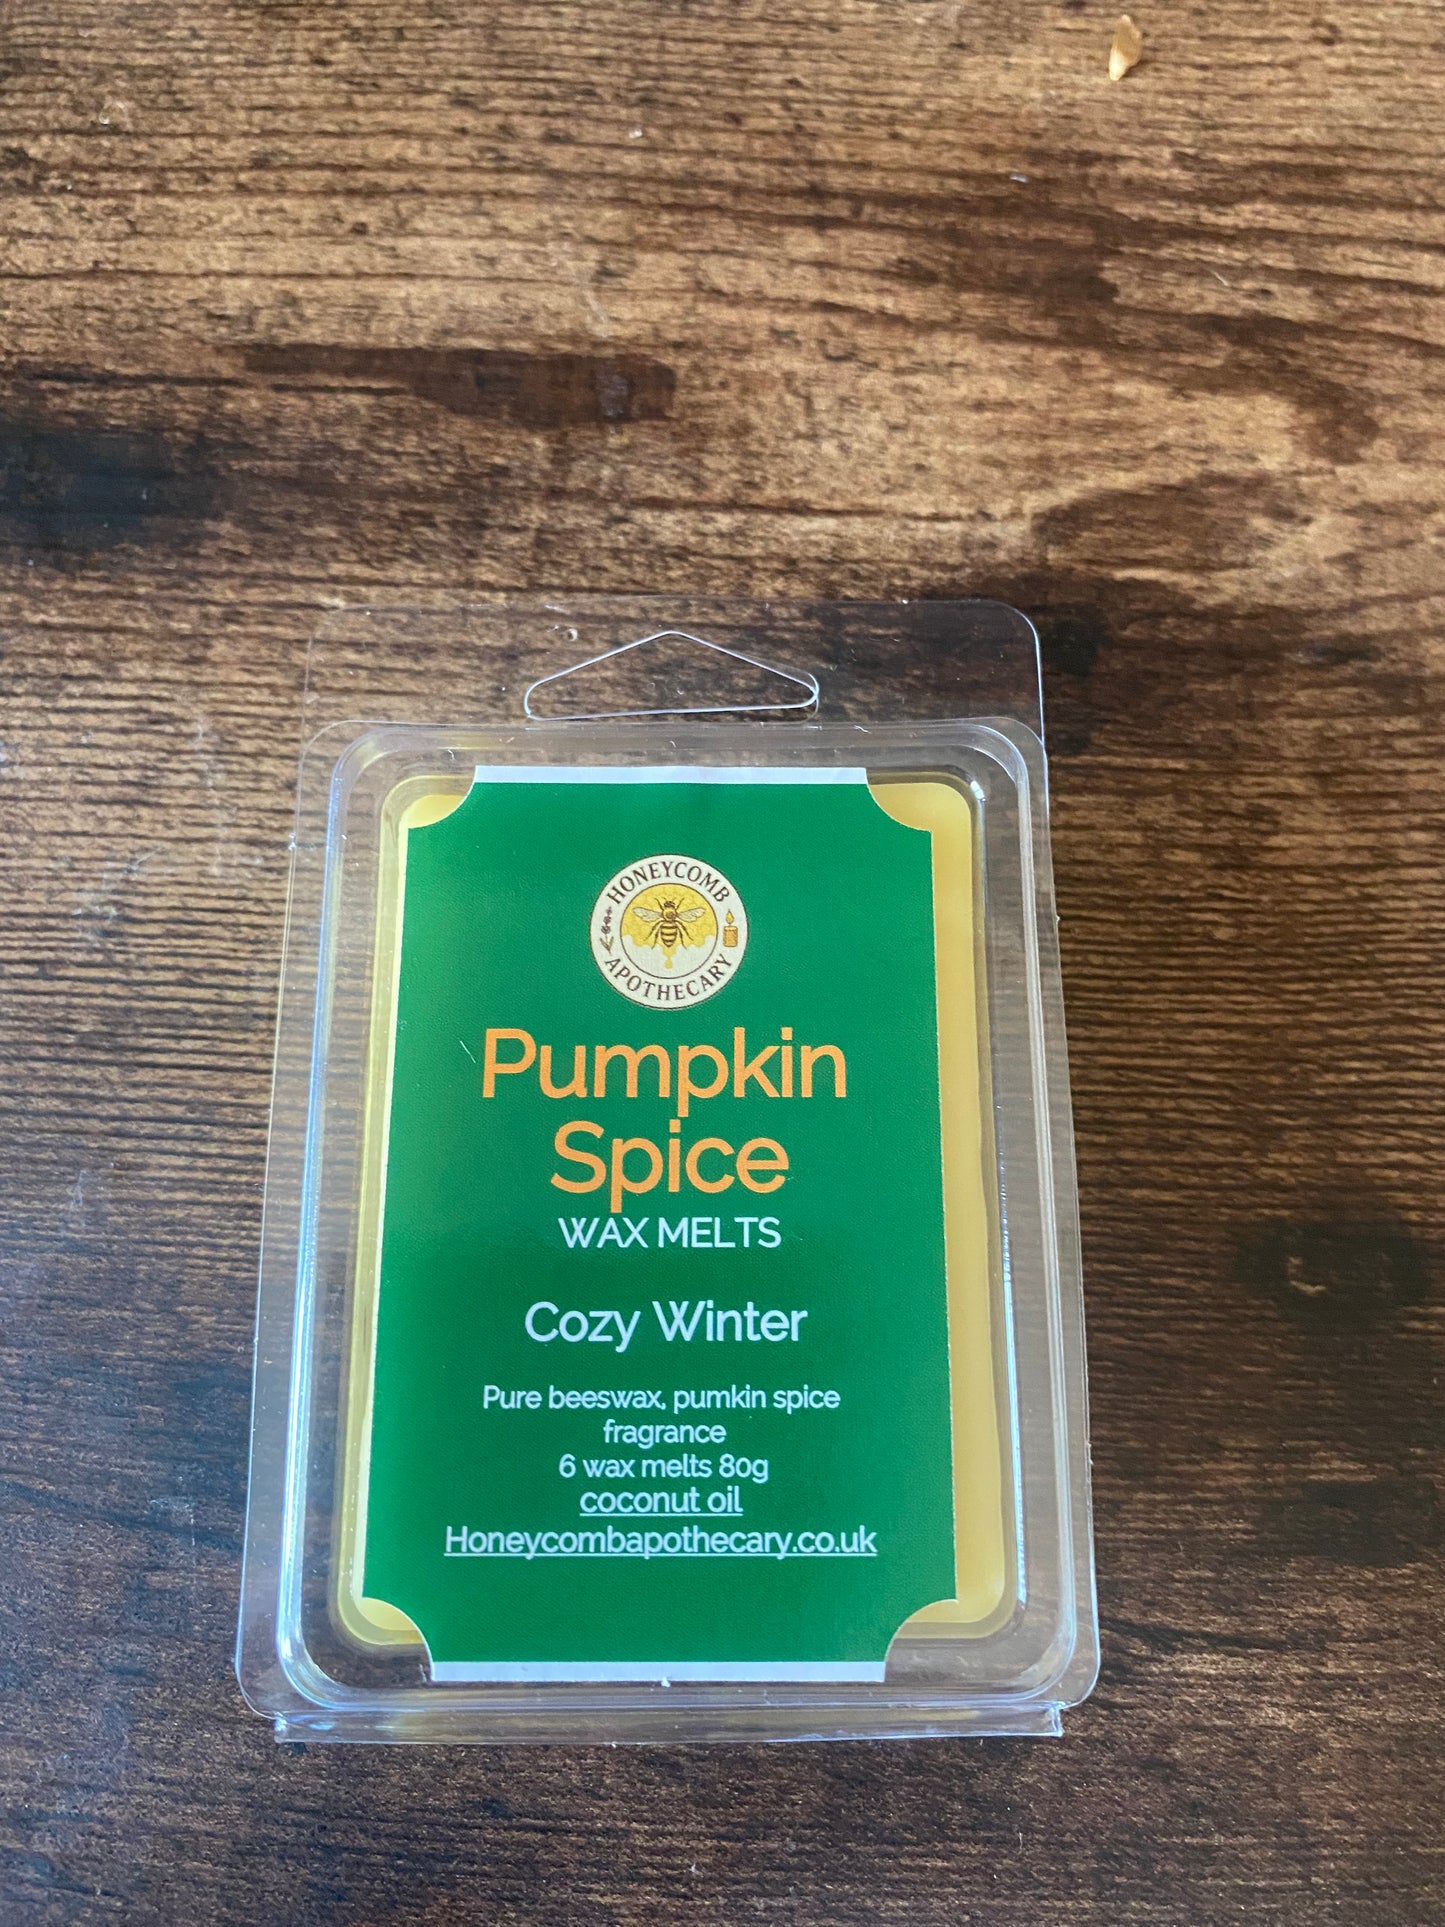 HONEYCOMB
APOTHECARY
Pumpkin
Spice
WAX MELTS
Cozy Winter
Pure beeswax, pumkin spice
fragrance
6 wax melts 80g
coconut oil
Honeycombapothecary.co.uk